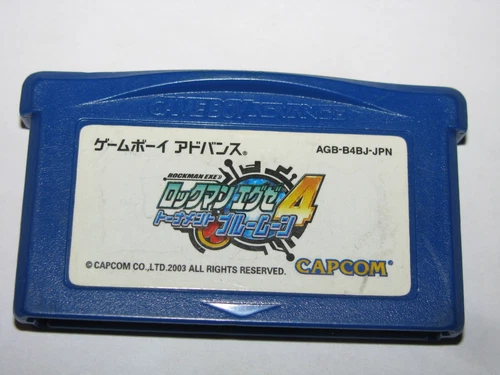 GAME BOY ADVANCE
ゲームボーイ アドバンス®
AGB-B4BJ-JPN
ROCKMAN EXE 4
ロックマン エグゼ 4
トーナメント ブルームーン
© CAPCOM CO., LTD. 2003 ALL RIGHTS RESERVED.
CAPCOM